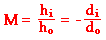 M = hᵢ/hₒ = - dᵢ/dₒ